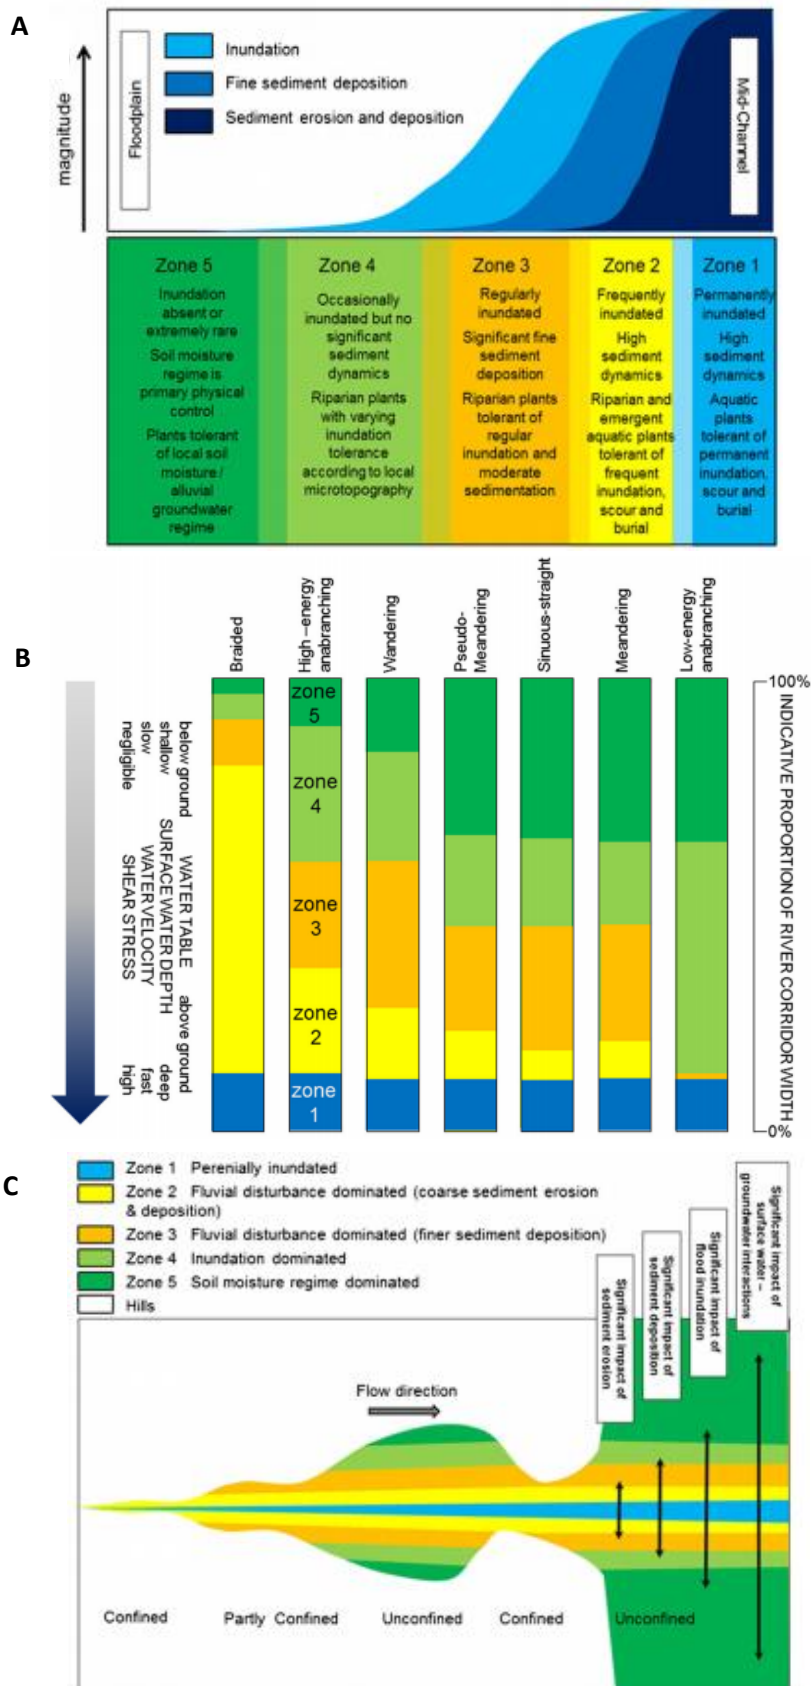 A
magnitude
Floodplain
Inundation
Fine sediment deposition
Sediment erosion and deposition
Mid-Channel
Zone 5
Inundation
absent or
extremely rare
Soil moisture
regime is
primary physical
control
Plants tolerant
of local soil
moisture /
alluvial
groundwater
regime
Zone 4
Occasionally
inundated but no
significant
sediment
dynamics
Riparian plants
with varying
inundation
tolerance
according to local
microtopography
Zone 3
Regularly
inundated
Significant fine
sediment
deposition
Riparian plants
tolerant of
regular
inundation and
moderate
sedimentation
Zone 2
Frequently
inundated
High
sediment
dynamics
Riparian and
emergent
aquatic plants
tolerant of
frequent
inundation,
scour and
burial
Zone 1
Permanently
inundated
High
sediment
dynamics
Aquatic
plants
tolerant of
permanent
inundation,
scour and
burial
B
Braided
High–energy
anabranching
Wandering
Pseudo-
Meandering
Sinuous-straight
Meandering
Low-energy
anabranching
below ground WATER TABLE above ground
shallow SURFACE WATER DEPTH deep
slow WATER VELOCITY fast
negligible SHEAR STRESS high
zone
5
zone
4
zone
3
zone
2
zone
1
100%
INDICATIVE PROPORTION OF RIVER CORRIDOR WIDTH
0%
C
Zone 1 Perenially inundated
Zone 2 Fluvial disturbance dominated (coarse sediment erosion
& deposition)
Zone 3 Fluvial disturbance dominated (finer sediment deposition)
Zone 4 Inundation dominated
Zone 5 Soil moisture regime dominated
Hills
Significant impact of
sediment erosion
Significant impact of
sediment deposition
Significant impact of
flood inundation
Significant impact of
surface water –
groundwater interactions
Flow direction
Confined
Partly Confined
Unconfined
Confined
Unconfined